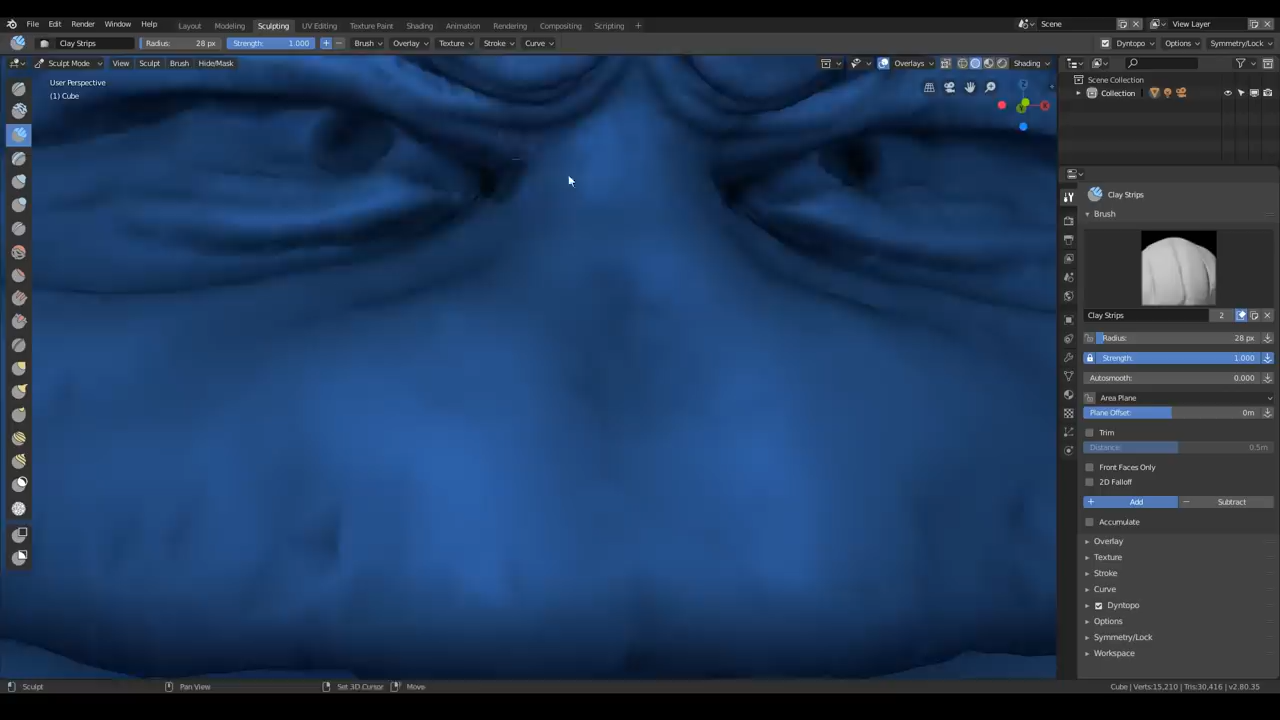 File Edit Render Window Help Layout Modeling Sculpting UV Editing Texture Paint Shading Animation Rendering Compositing Scripting + Scene View Layer
Clay Strips Radius: 28 px Strength: 1.000 Brush Overlay Texture Stroke Curve Dyntopo Options Symmetry/Lock
Sculpt Mode View Sculpt Brush Hide/Mask Overlays Shading
User Perspective
(1) Cube
Scene Collection
Collection
Clay Strips
Brush
Clay Strips 2
Radius: 28 px
Strength: 1.000
Autosmooth: 0.000
Area Plane
Plane Offset: 0m
Trim
Distance: 0.5m
Front Faces Only
2D Falloff
+ Add − Subtract
Accumulate
Overlay
Texture
Stroke
Curve
Dyntopo
Options
Symmetry/Lock
Workspace
Sculpt Pan View Set 3D Cursor Move Cube | Verts:15,210 | Tris:30,416 | v2.80.35